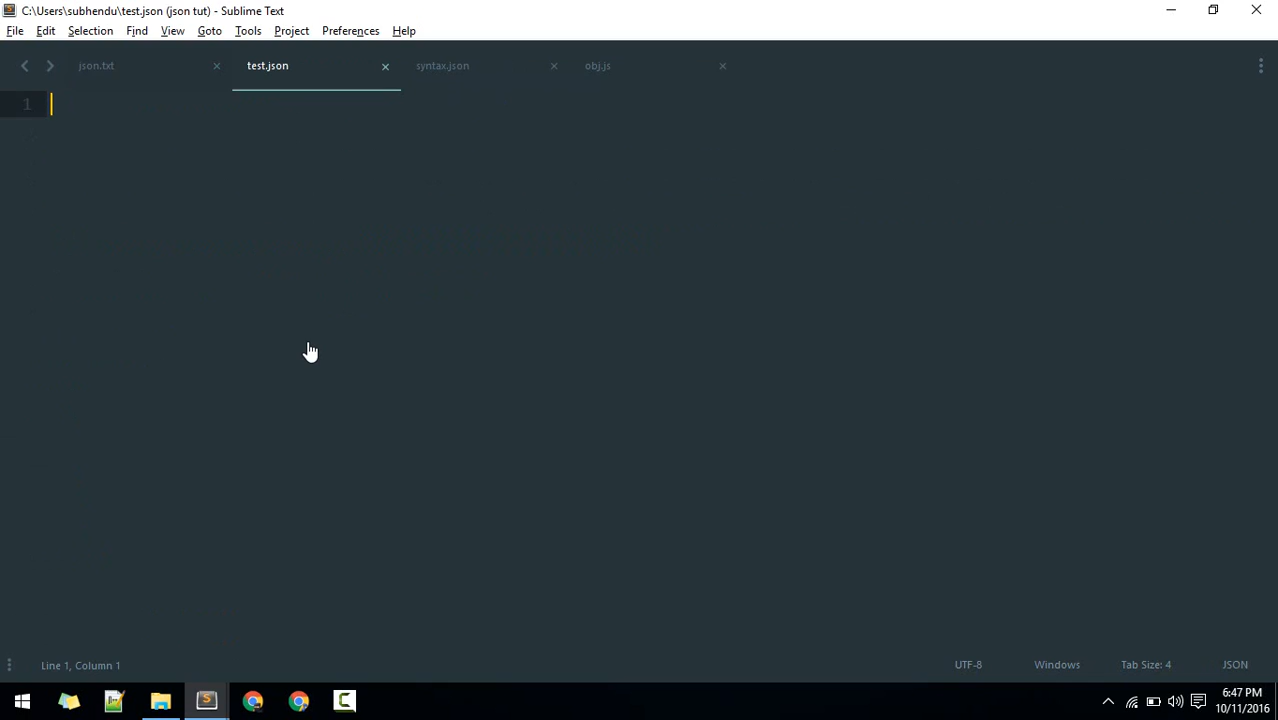 C:\Users\subhendu\test.json (json tut) - Sublime Text
File Edit Selection Find View Goto Tools Project Preferences Help
json.txt test.json syntax.json obj.js
1
Line 1, Column 1 UTF-8 Windows Tab Size: 4 JSON
6:47 PM
10/11/2016